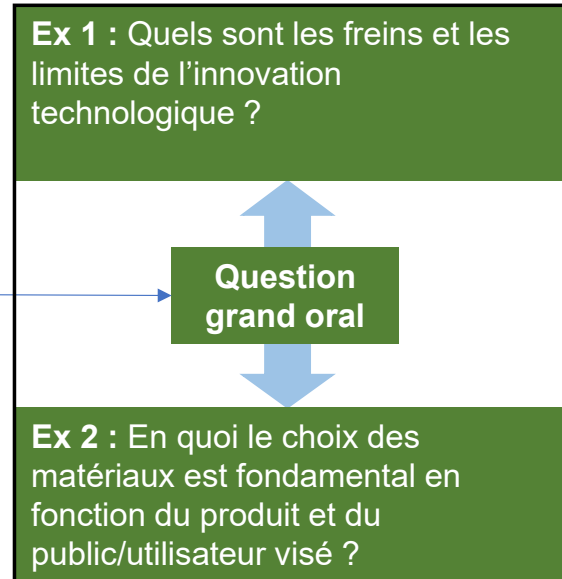 Ex 1 : Quels sont les freins et les
limites de l’innovation
technologique ?
Question
grand oral
Ex 2 : En quoi le choix des
matériaux est fondamental en
fonction du produit et du
public/utilisateur visé ?